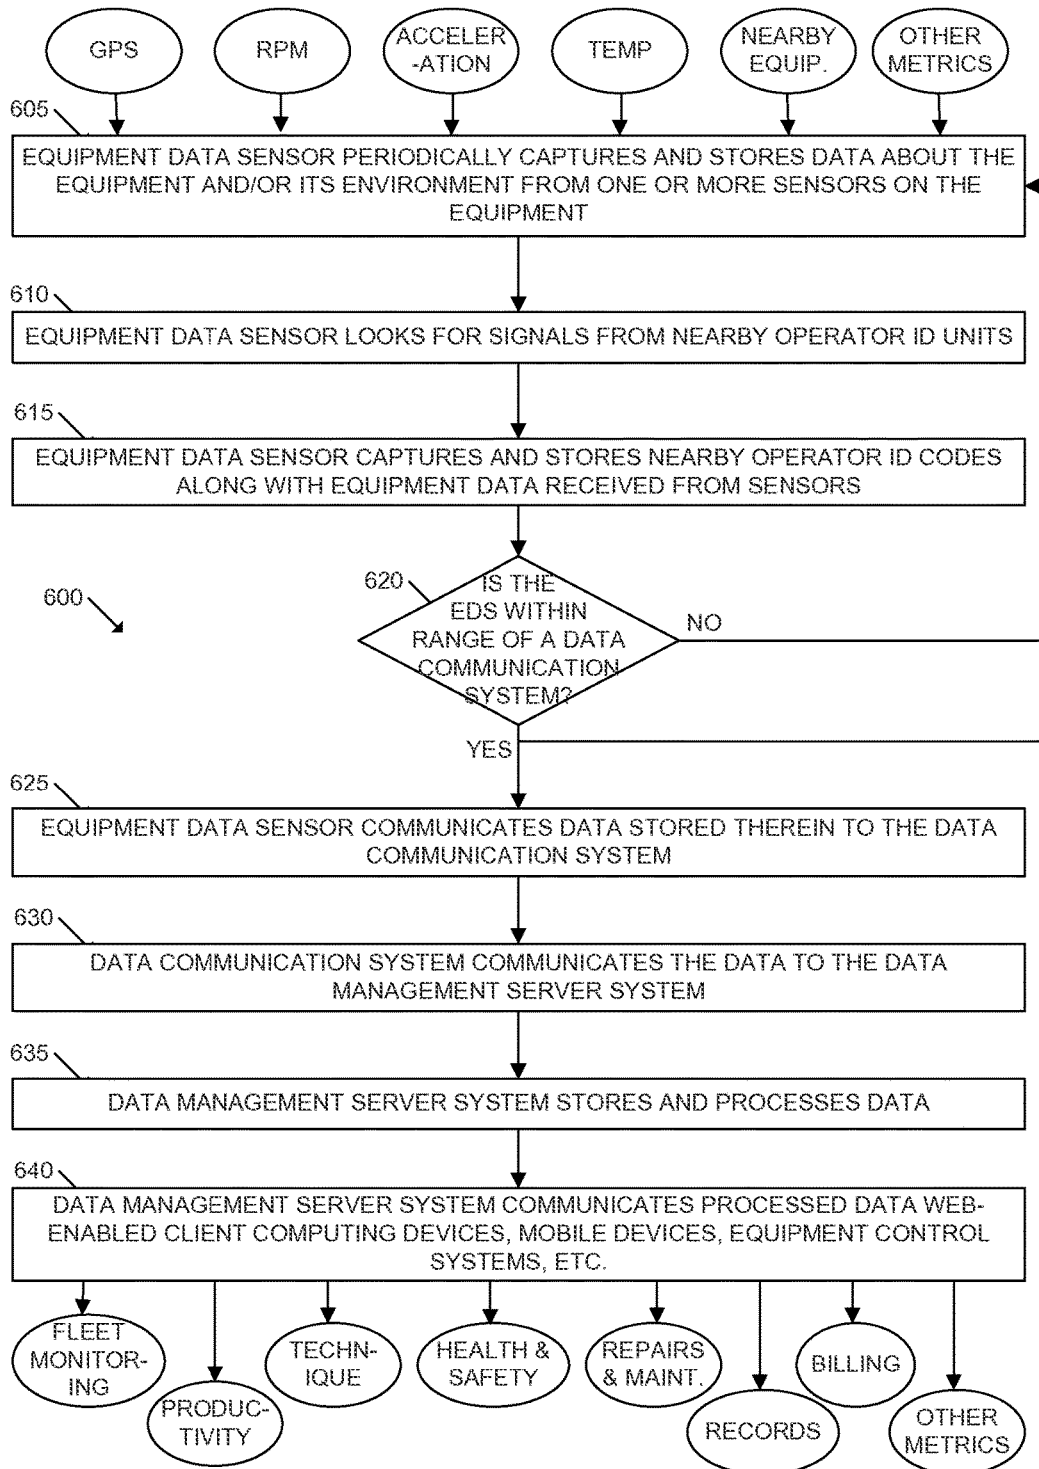 GPS
RPM
ACCELER
-ATION
TEMP
NEARBY
EQUIP.
OTHER
METRICS
605
EQUIPMENT DATA SENSOR PERIODICALLY CAPTURES AND STORES DATA ABOUT THE
EQUIPMENT AND/OR ITS ENVIRONMENT FROM ONE OR MORE SENSORS ON THE
EQUIPMENT
610
EQUIPMENT DATA SENSOR LOOKS FOR SIGNALS FROM NEARBY OPERATOR ID UNITS
615
EQUIPMENT DATA SENSOR CAPTURES AND STORES NEARBY OPERATOR ID CODES
ALONG WITH EQUIPMENT DATA RECEIVED FROM SENSORS
600
620
IS THE
EDS WITHIN
RANGE OF A DATA
COMMUNICATION
SYSTEM?
NO
YES
625
EQUIPMENT DATA SENSOR COMMUNICATES DATA STORED THEREIN TO THE DATA
COMMUNICATION SYSTEM
630
DATA COMMUNICATION SYSTEM COMMUNICATES THE DATA TO THE DATA
MANAGEMENT SERVER SYSTEM
635
DATA MANAGEMENT SERVER SYSTEM STORES AND PROCESSES DATA
640
DATA MANAGEMENT SERVER SYSTEM COMMUNICATES PROCESSED DATA WEB-
ENABLED CLIENT COMPUTING DEVICES, MOBILE DEVICES, EQUIPMENT CONTROL
SYSTEMS, ETC.
FLEET
MONITOR-
ING
PRODUC-
TIVITY
TECHN-
IQUE
HEALTH &
SAFETY
REPAIRS
& MAINT.
RECORDS
BILLING
OTHER
METRICS